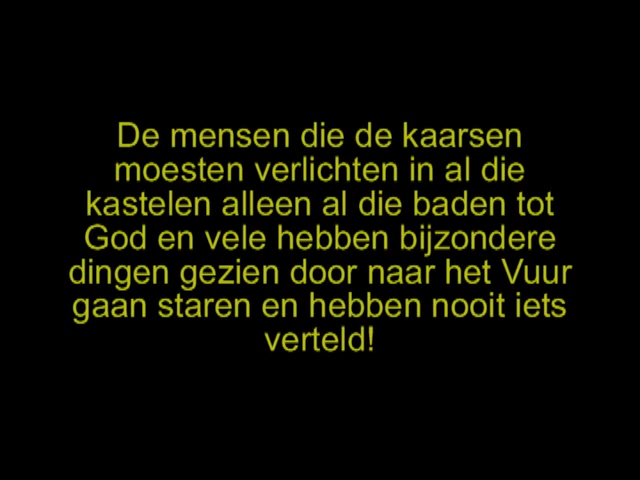 De mensen die de kaarsen
moesten verlichten in al die
kastelen alleen al die baden tot
God en vele hebben bijzondere
dingen gezien door naar het Vuur
gaan staren en hebben nooit iets
verteld!